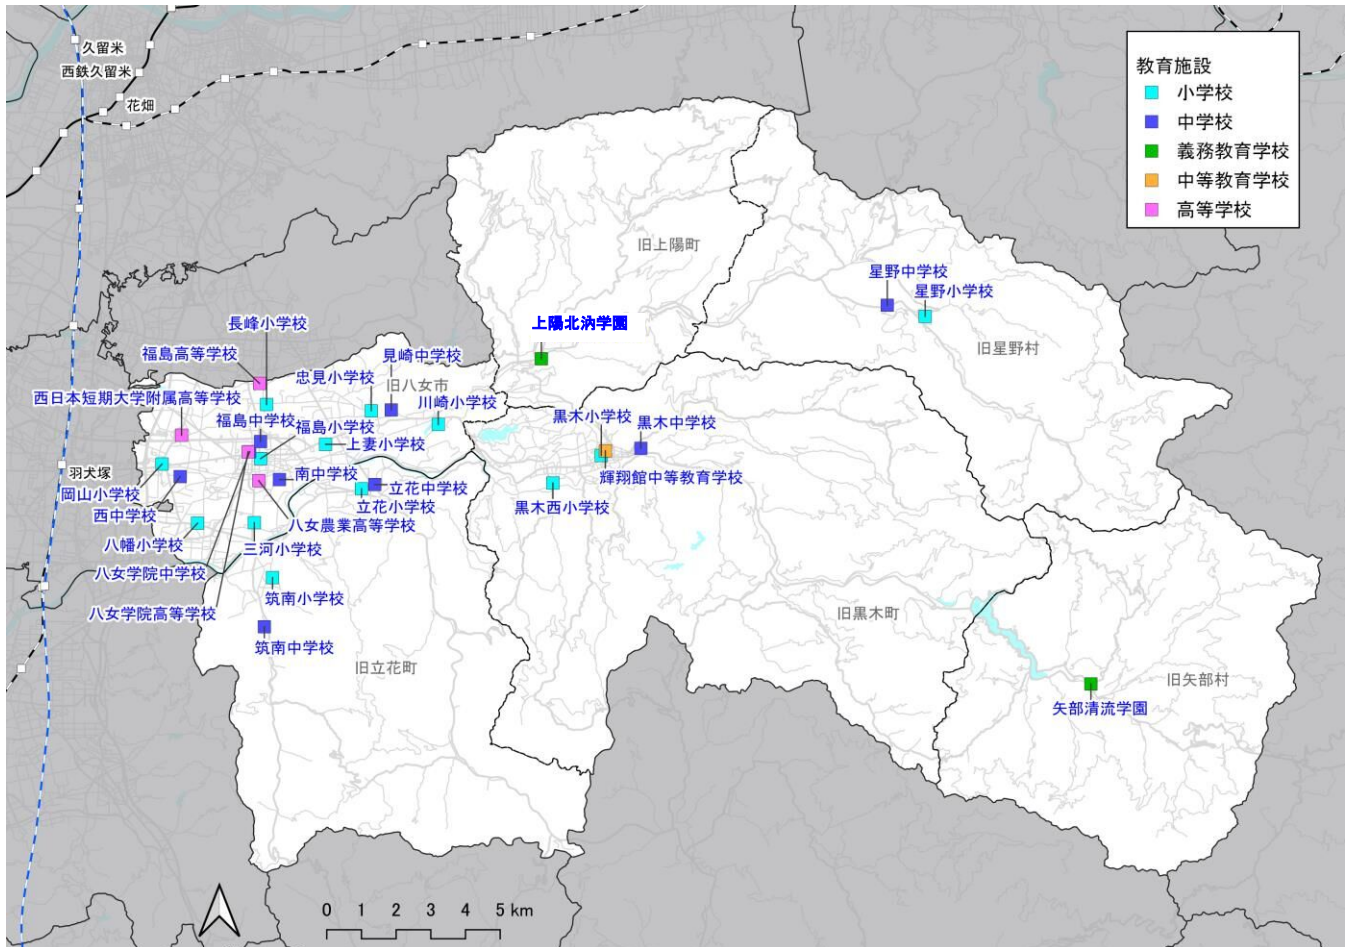 久留米
西鉄久留米
花畑
教育施設
小学校
中学校
義務教育学校
中等教育学校
高等学校
旧上陽町
星野中学校
星野小学校
上陽北汭学園
長峰小学校
旧星野村
福島高等学校
見崎中学校
忠見小学校
旧八女市
西日本短期大学附属高等学校
川崎小学校
福島中学校
福島小学校
黒木小学校
黒木中学校
上妻小学校
羽犬塚
南中学校
輝翔館中等教育学校
岡山小学校
立花中学校
立花小学校
黒木西小学校
西中学校
八女農業高等学校
八幡小学校
三河小学校
八女学院中学校
筑南小学校
八女学院高等学校
旧黒木町
筑南中学校
旧立花町
旧矢部村
矢部清流学園
0 1 2 3 4 5 km